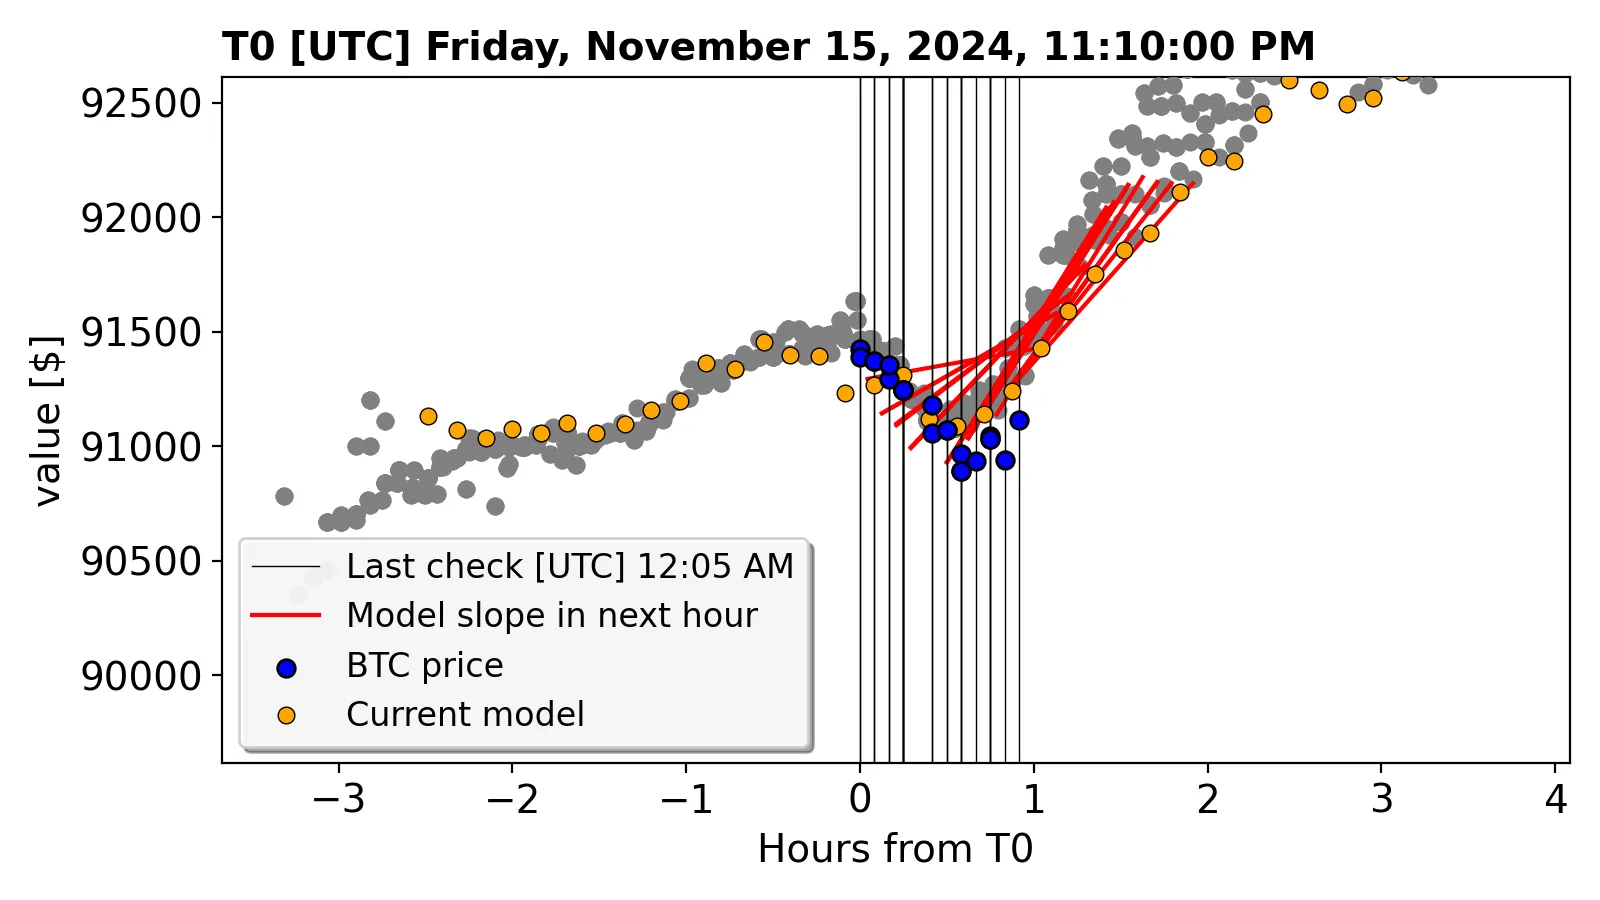 T0 [UTC] Friday, November 15, 2024, 11:10:00 PM
92500
92000
91500
91000
90500
90000
value [$]
Last check [UTC] 12:05 AM
Model slope in next hour
BTC price
Current model
−3 −2 −1 0 1 2 3 4
Hours from T0